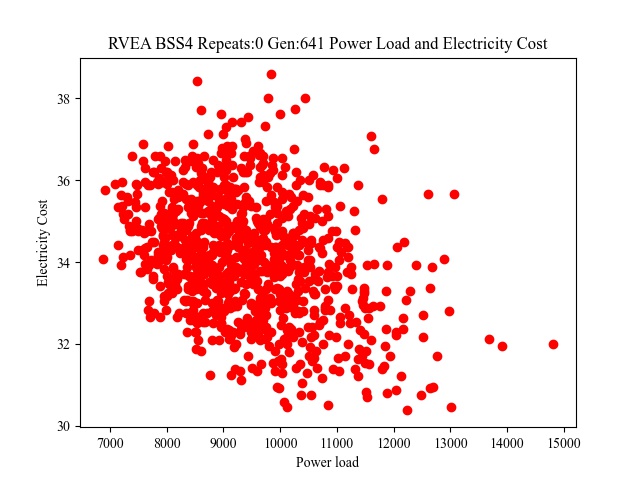 RVEA BSS4 Repeats:0 Gen:641 Power Load and Electricity Cost
38
36
34
32
30
Electricity Cost
7000 8000 9000 10000 11000 12000 13000 14000 15000
Power load